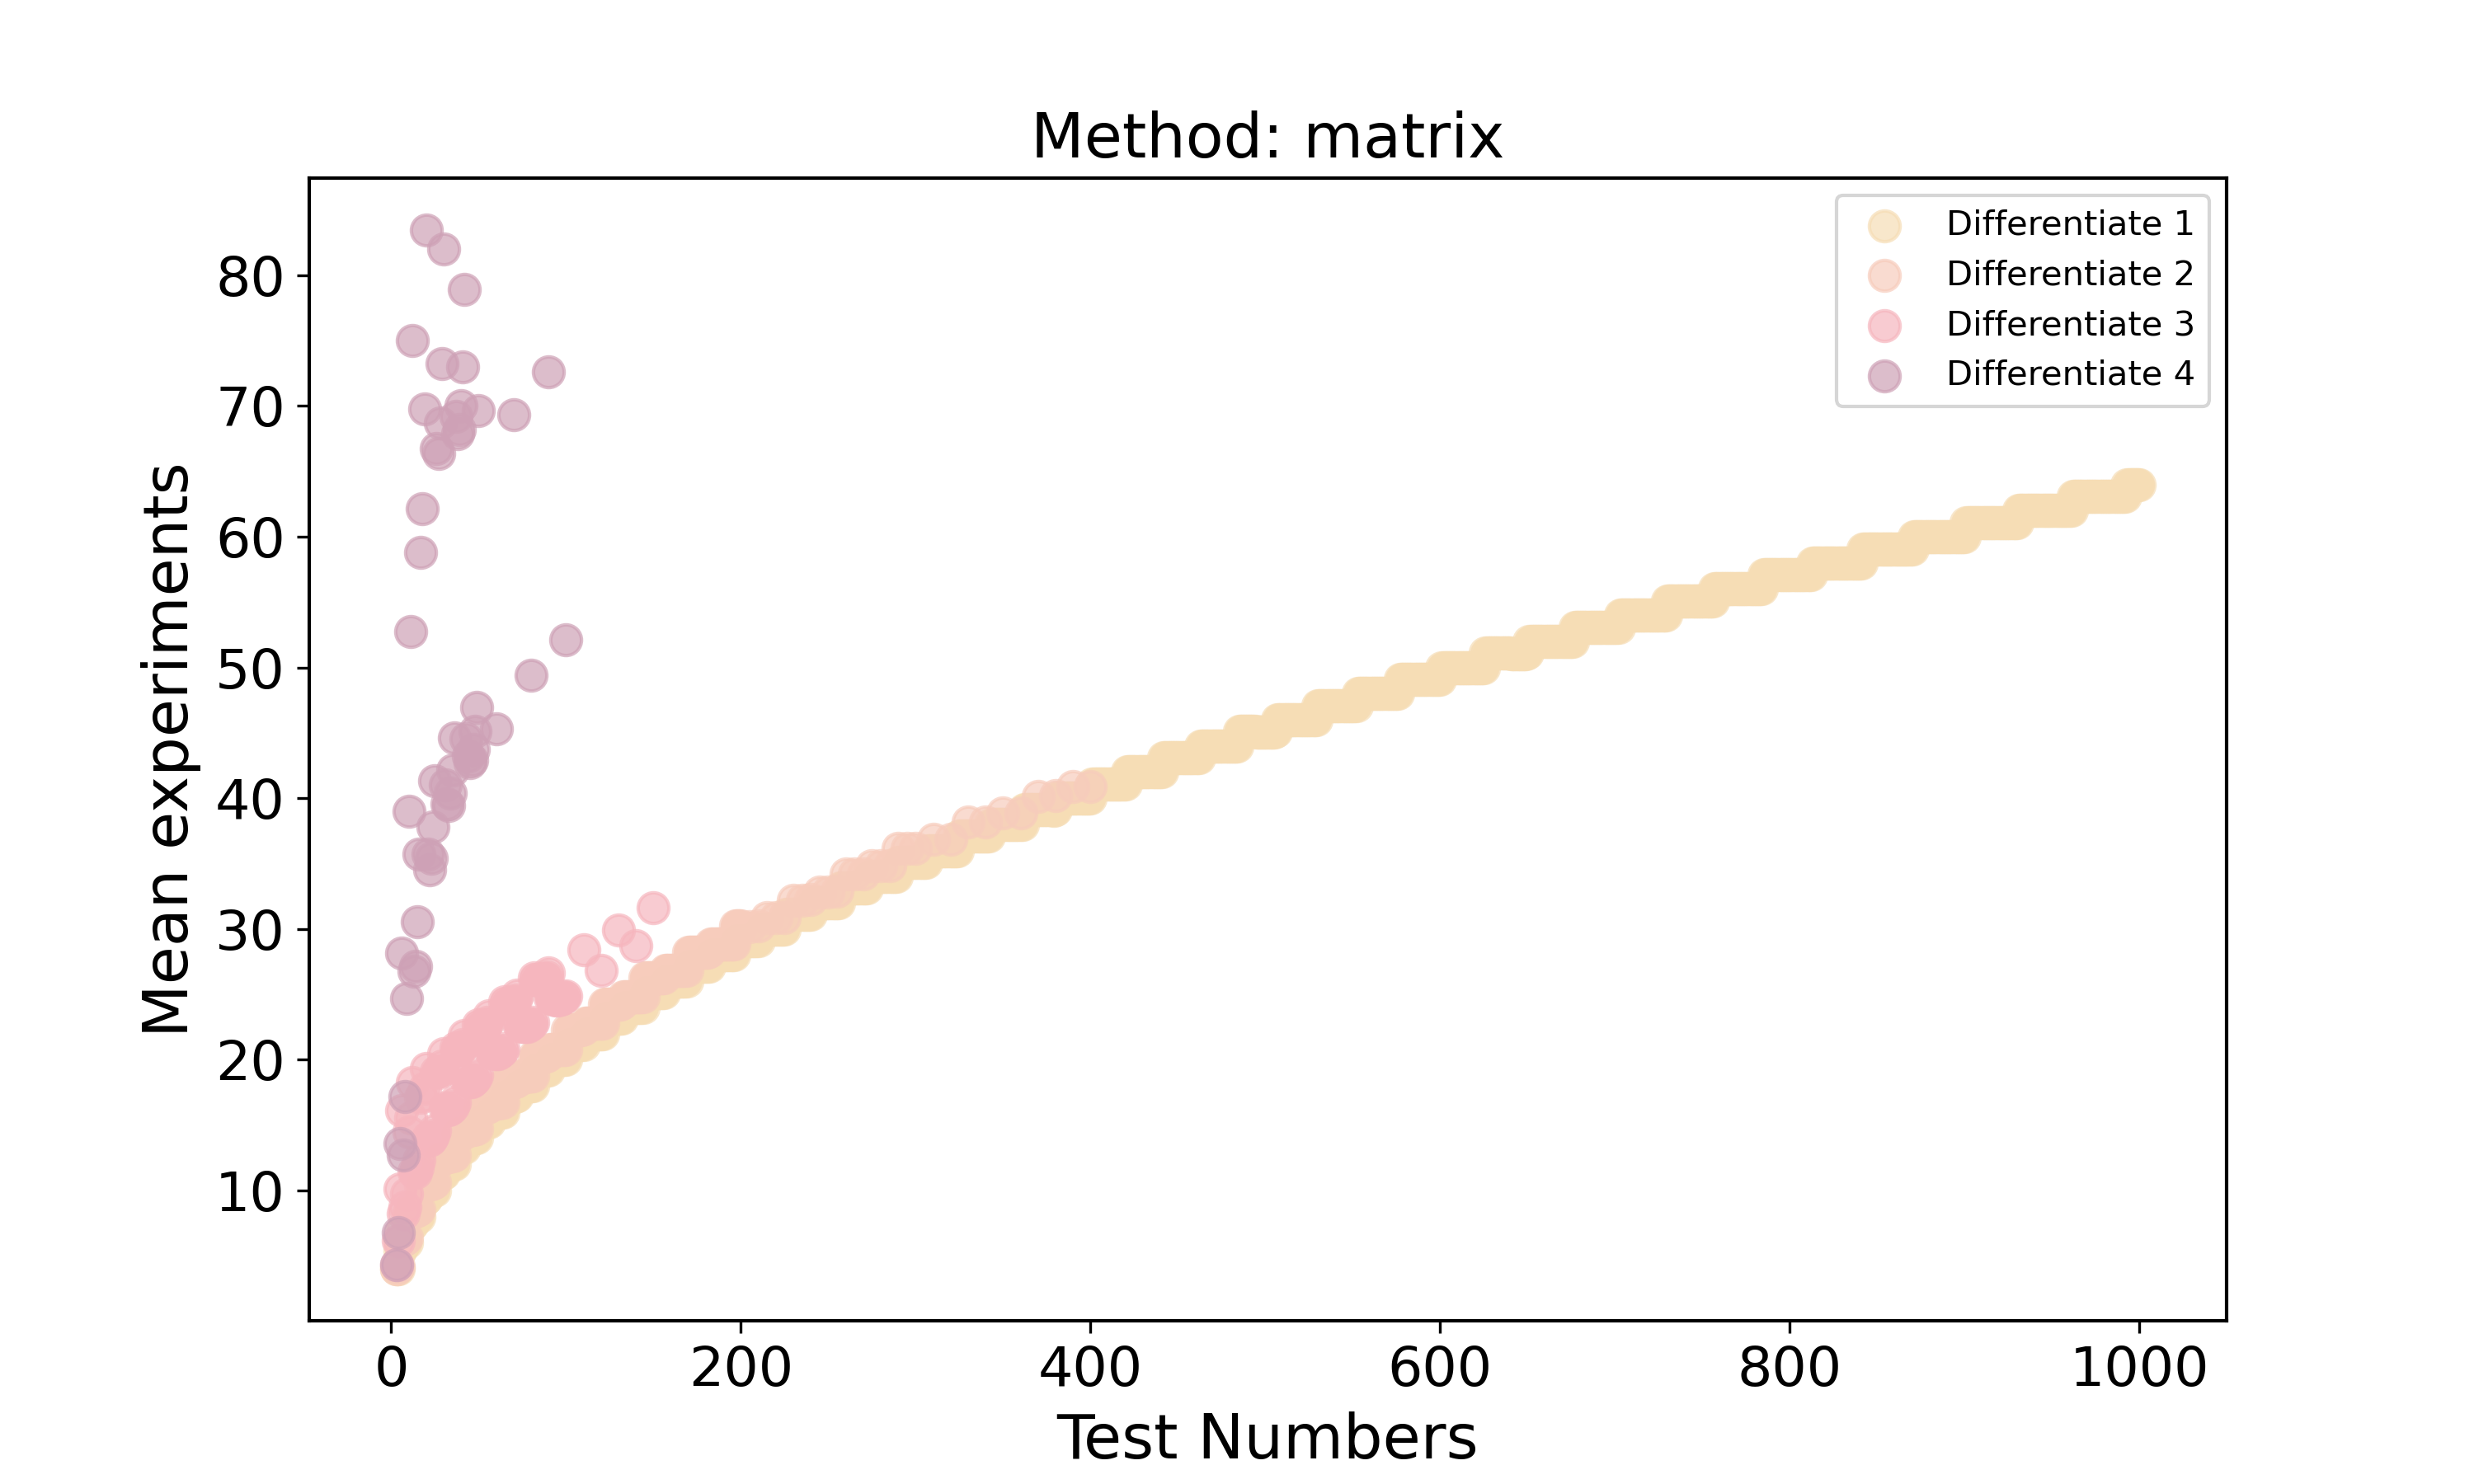 Method: matrix
Differentiate 1
Differentiate 2
Differentiate 3
Differentiate 4
Mean experiments
80
70
60
50
40
30
20
10
0 200 400 600 800 1000
Test Numbers